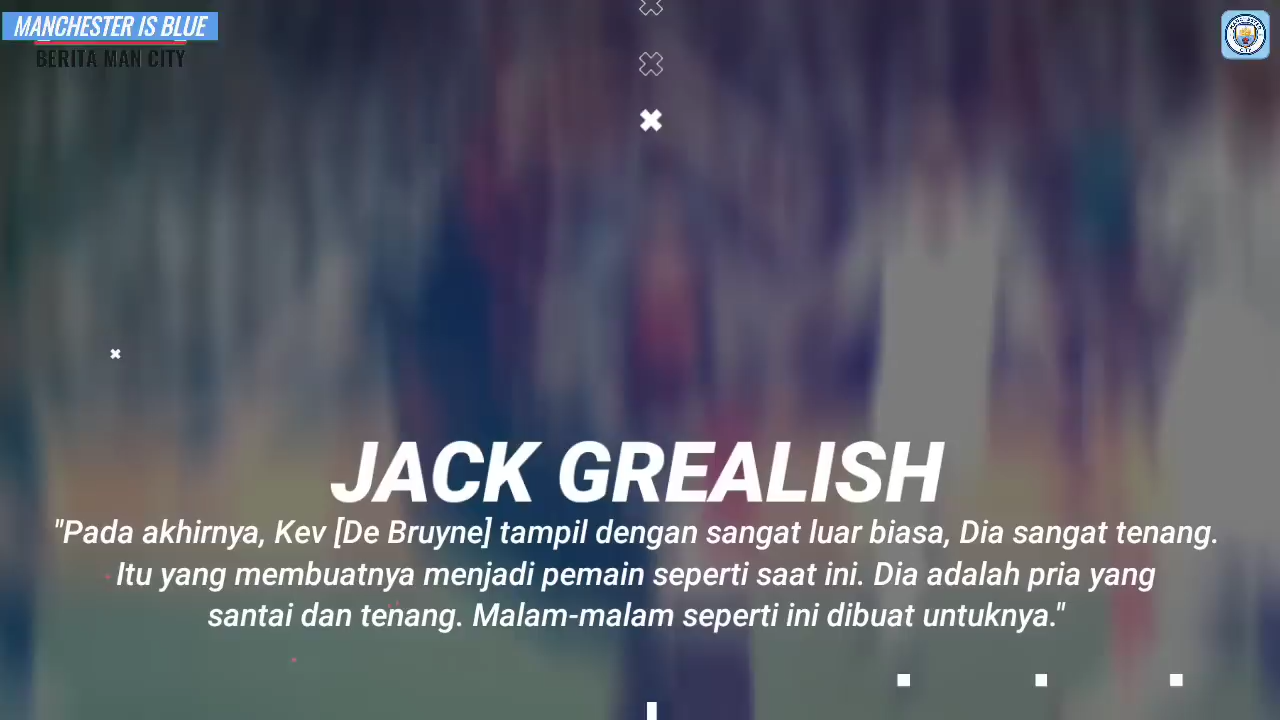 MANCHESTER IS BLUE
BERITA MAN CITY
JACK GREALISH
"Pada akhirnya, Kev [De Bruyne] tampil dengan sangat luar biasa, Dia sangat tenang.
Itu yang membuatnya menjadi pemain seperti saat ini. Dia adalah pria yang
santai dan tenang. Malam-malam seperti ini dibuat untuknya."